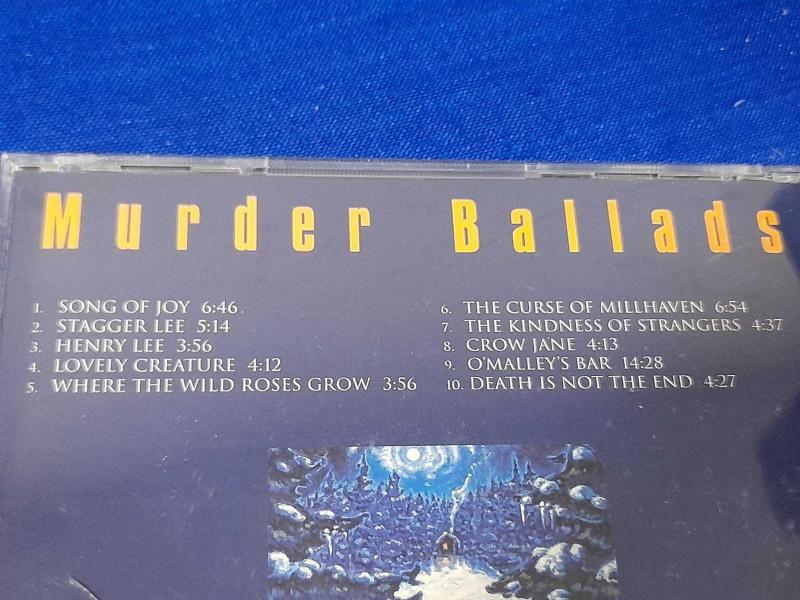 Murder Ballads
1. SONG OF JOY 6:46
2. STAGGER LEE 5:14
3. HENRY LEE 3:56
4. LOVELY CREATURE 4:12
5. WHERE THE WILD ROSES GROW 3:56
6. THE CURSE OF MILLHAVEN 6:54
7. THE KINDNESS OF STRANGERS 4:37
8. CROW JANE 4:13
9. O'MALLEY'S BAR 14:28
10. DEATH IS NOT THE END 4:27